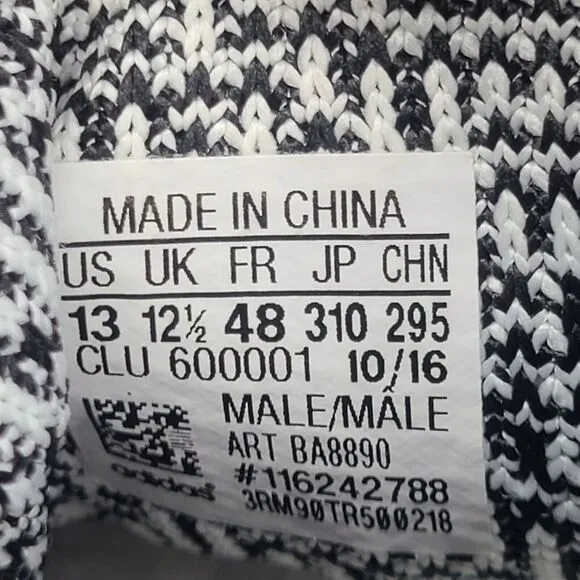 MADE IN CHINA
US UK FR JP CHN
13 12½ 48 310 295
CLU 600001 10/16
MALE/MÂLE
ART BA8890
#116242788
adidas
3RM90TR500218